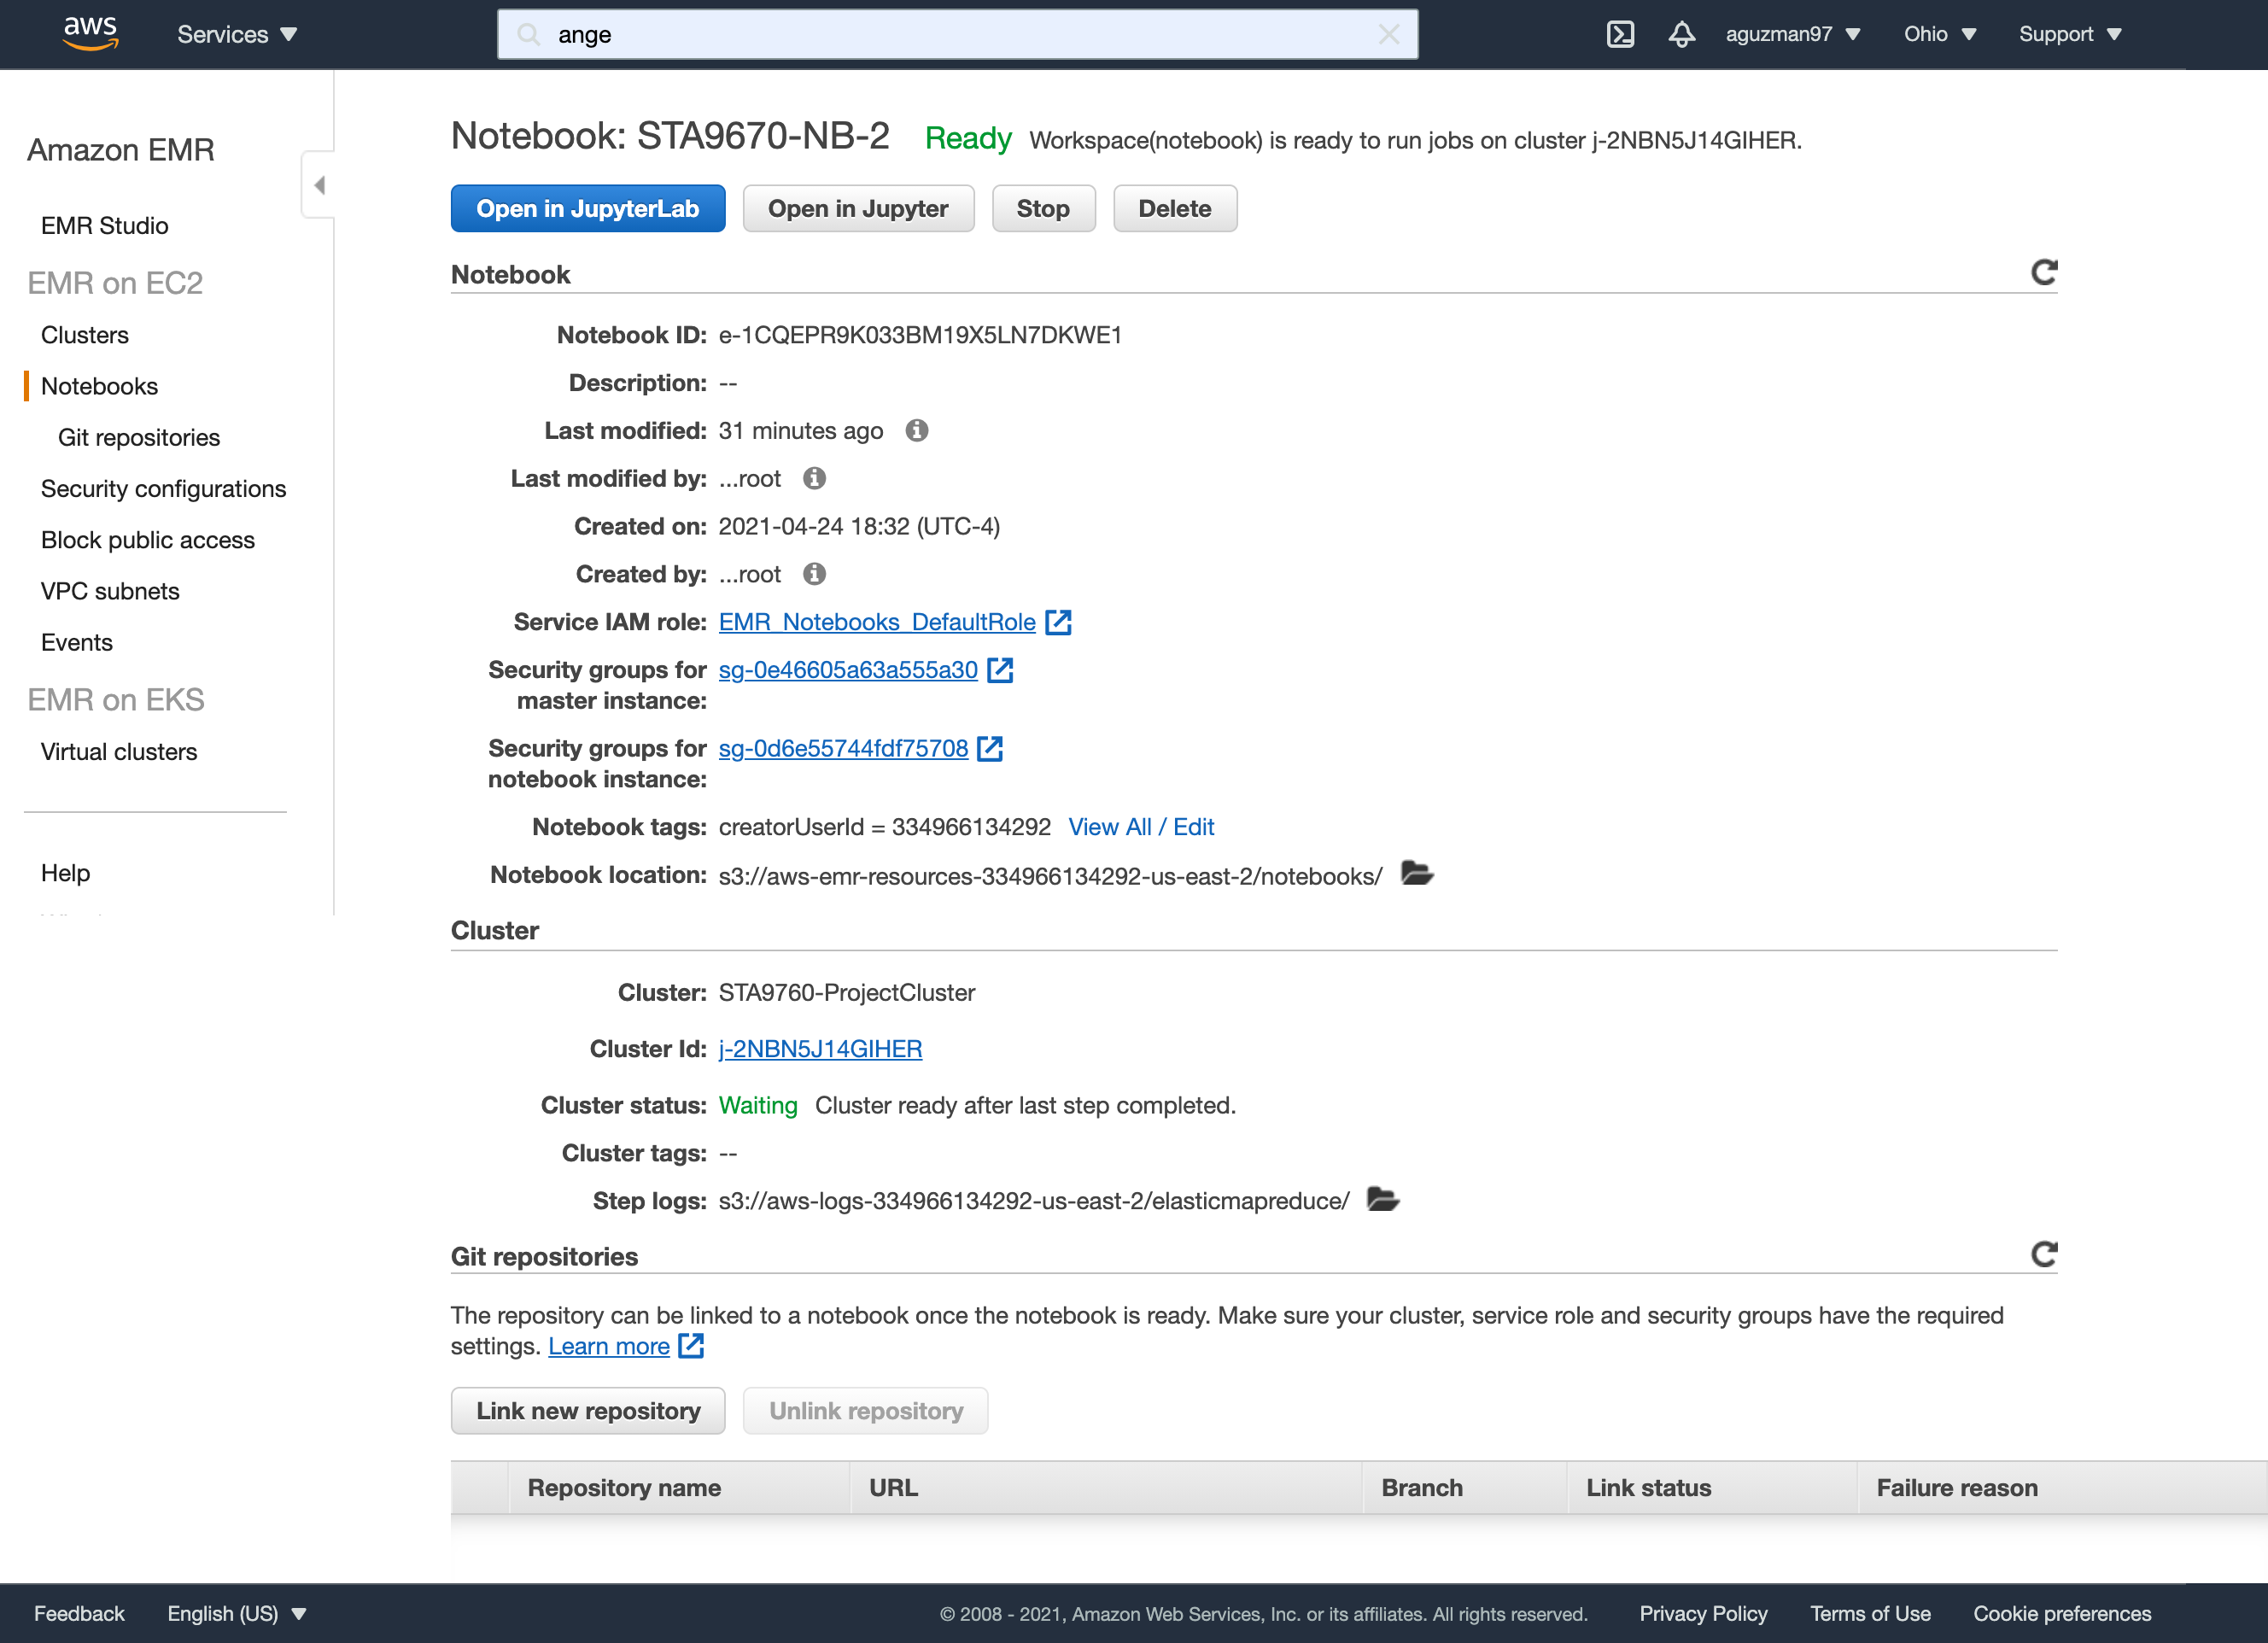 aws
Services
ange
aguzman97
Ohio
Support
Amazon EMR
EMR Studio
EMR on EC2
Clusters
Notebooks
Git repositories
Security configurations
Block public access
VPC subnets
Events
EMR on EKS
Virtual clusters
Help
Notebook: STA9670-NB-2 Ready Workspace(notebook) is ready to run jobs on cluster j-2NBN5J14GIHER.
Open in JupyterLab Open in Jupyter Stop Delete
Notebook
Notebook ID: e-1CQEPR9K033BM19X5LN7DKWE1
Description: --
Last modified: 31 minutes ago
Last modified by: ...root
Created on: 2021-04-24 18:32 (UTC-4)
Created by: ...root
Service IAM role: EMR_Notebooks_DefaultRole
Security groups for sg-0e46605a63a555a30
master instance:
Security groups for sg-0d6e55744fdf75708
notebook instance:
Notebook tags: creatorUserId = 334966134292 View All / Edit
Notebook location: s3://aws-emr-resources-334966134292-us-east-2/notebooks/
Cluster
Cluster: STA9760-ProjectCluster
Cluster Id: j-2NBN5J14GIHER
Cluster status: Waiting Cluster ready after last step completed.
Cluster tags: --
Step logs: s3://aws-logs-334966134292-us-east-2/elasticmapreduce/
Git repositories
The repository can be linked to a notebook once the notebook is ready. Make sure your cluster, service role and security groups have the required
settings. Learn more
Link new repository Unlink repository
Repository name URL Branch Link status Failure reason
Feedback English (US) © 2008 - 2021, Amazon Web Services, Inc. or its affiliates. All rights reserved. Privacy Policy Terms of Use Cookie preferences